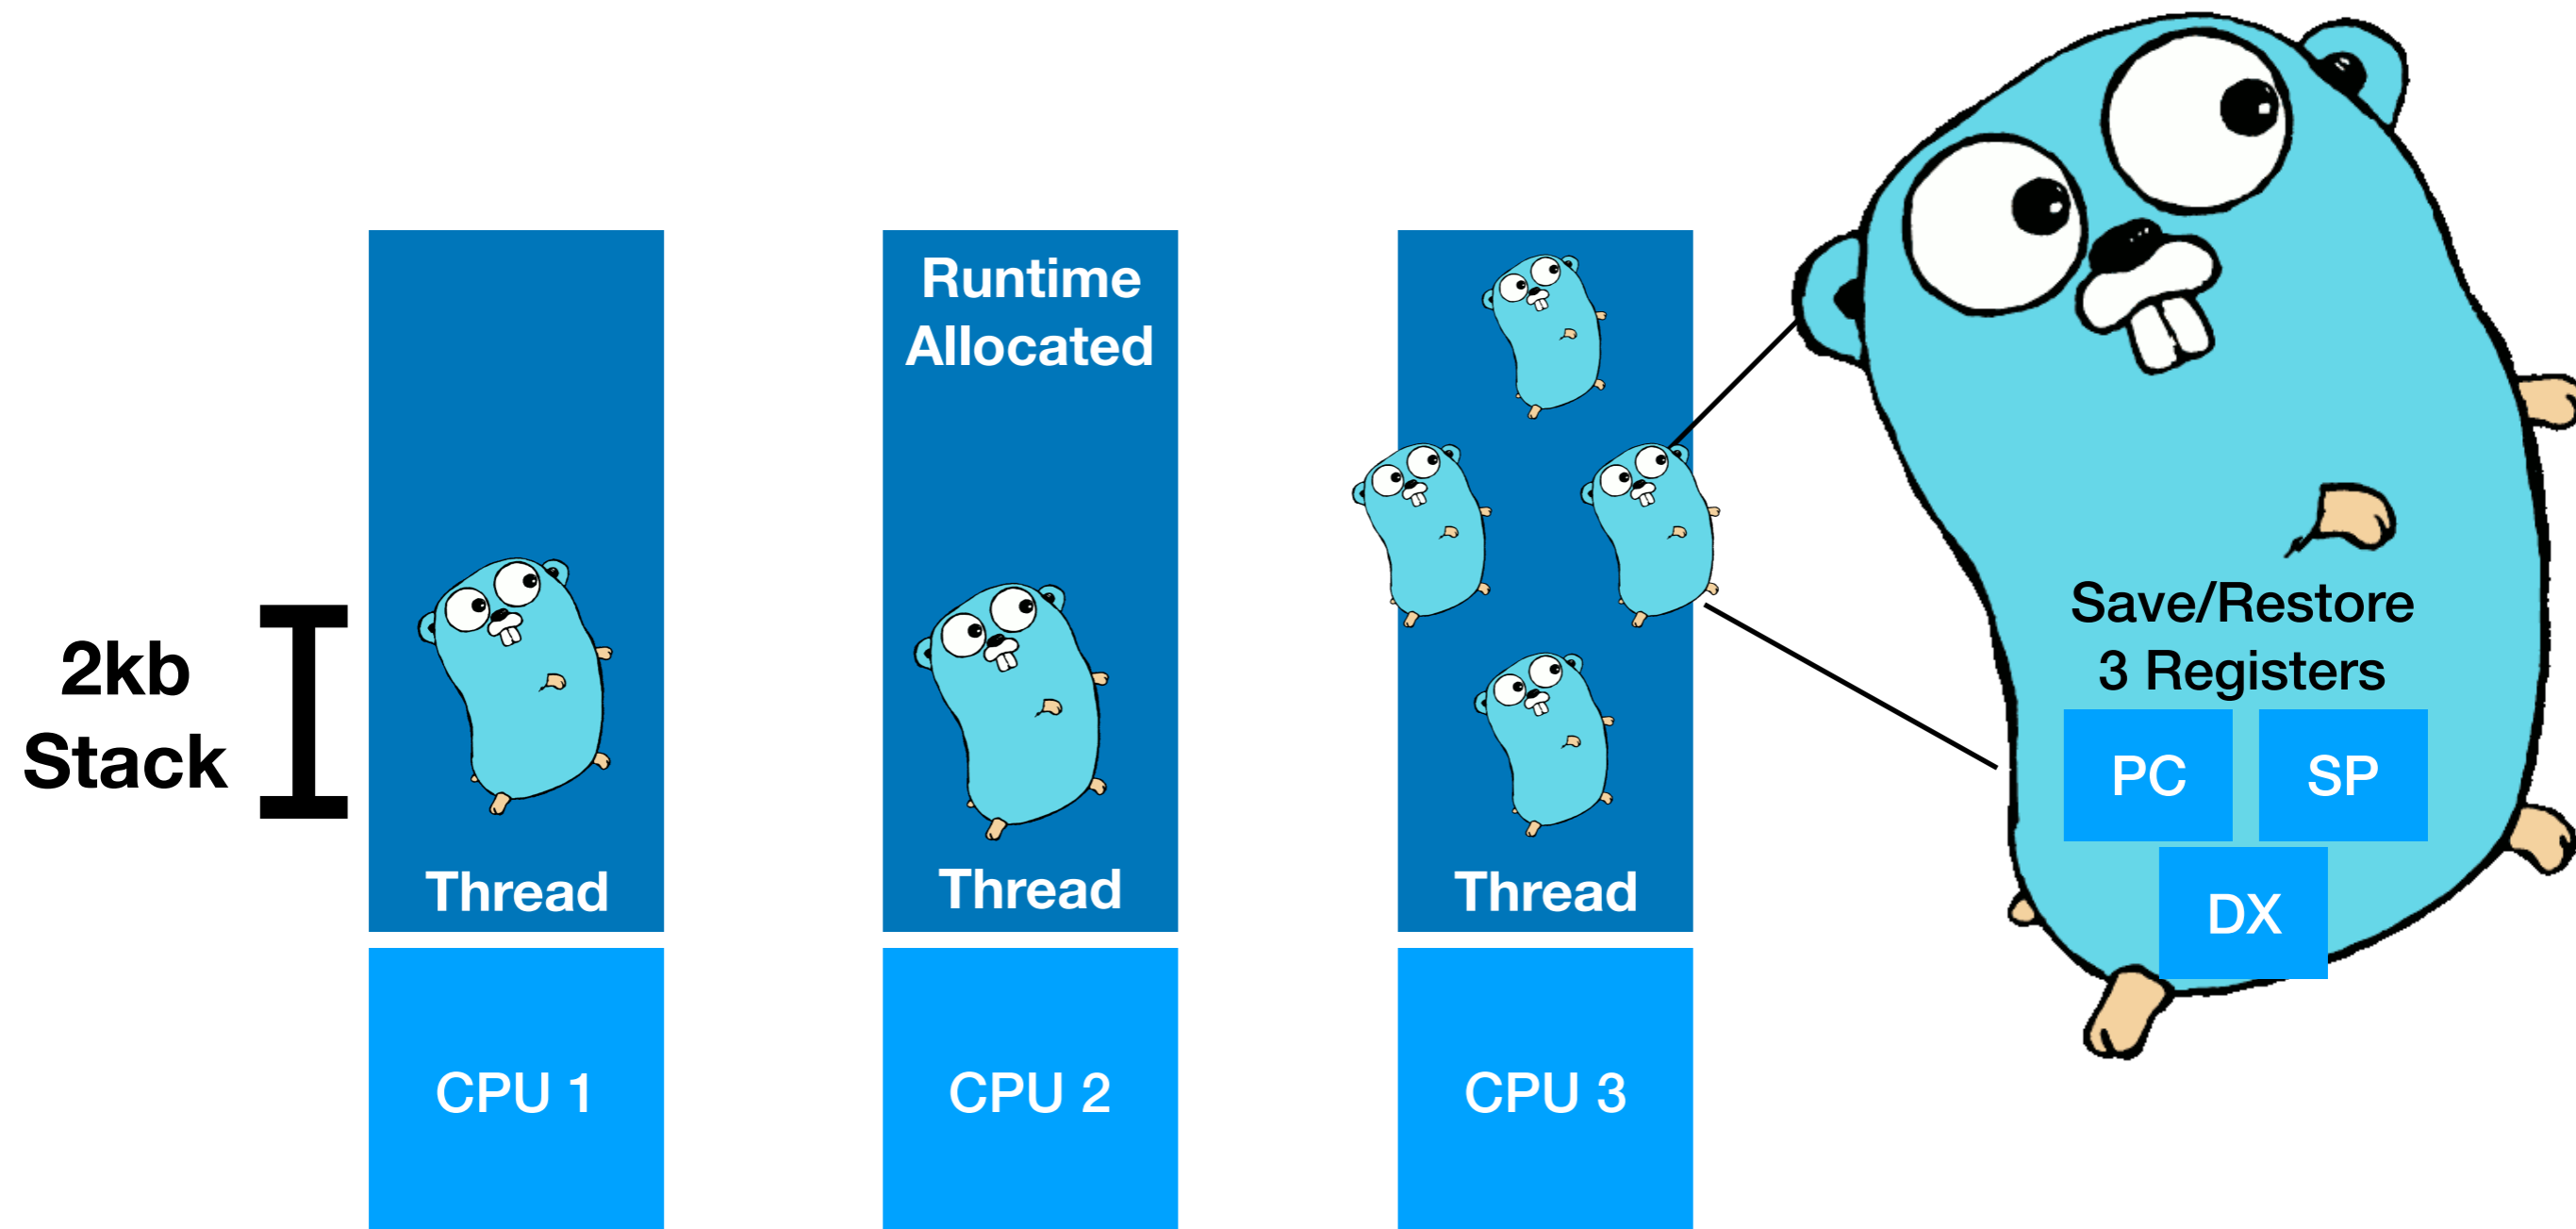 2kb
Stack
Thread
CPU 1
Runtime
Allocated
Thread
CPU 2
Thread
CPU 3
Save/Restore
3 Registers
PC
SP
DX